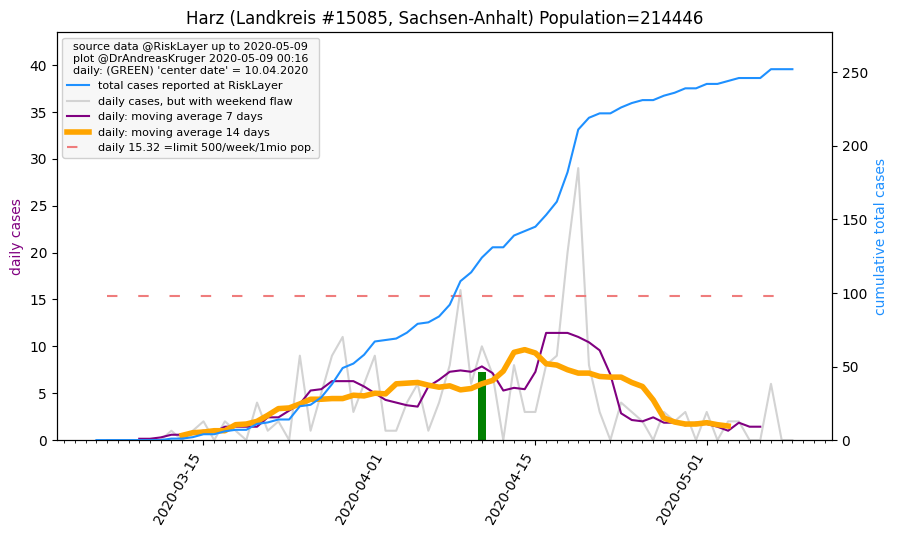 Harz (Landkreis #15085, Sachsen-Anhalt) Population=214446
source data @RiskLayer up to 2020-05-09
plot @DrAndreasKruger 2020-05-09 00:16
daily: (GREEN) 'center date' = 10.04.2020
total cases reported at RiskLayer
daily cases, but with weekend flaw
daily: moving average 7 days
daily: moving average 14 days
daily 15.32 =limit 500/week/1mio pop.
daily cases
40
35
30
25
20
15
10
5
0
cumulative total cases
250
200
150
100
50
0
2020-03-15
2020-04-01
2020-04-15
2020-05-01